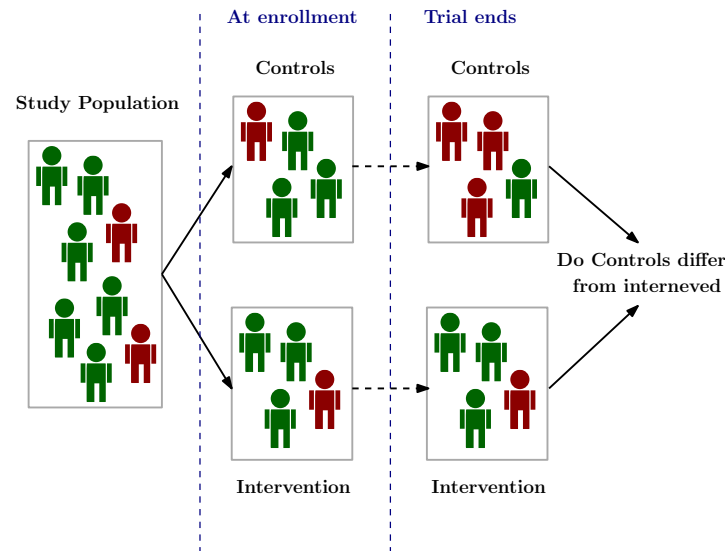 At enrollment
Trial ends
Controls
Controls
Study Population
Do Controls differ
from interneved
Intervention
Intervention